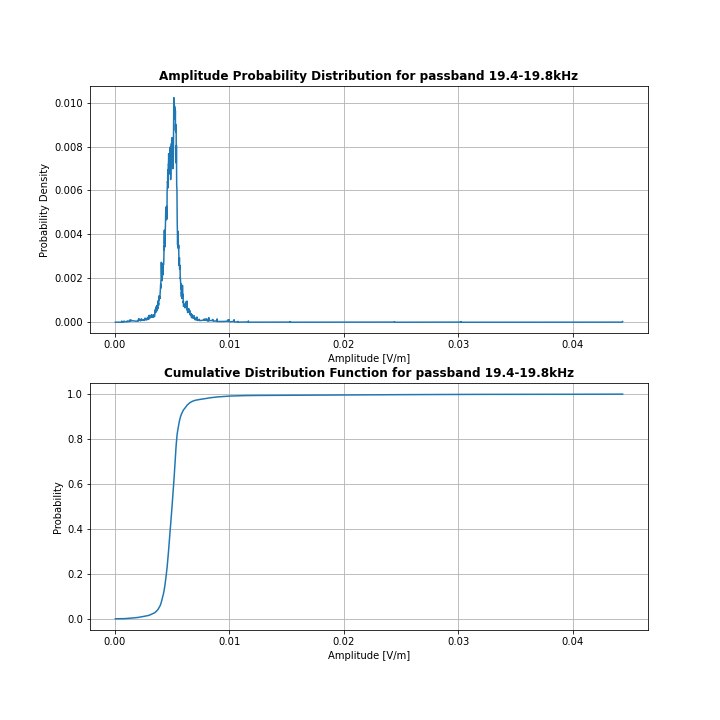 Amplitude Probability Distribution for passband 19.4-19.8kHz
0.010
0.008
0.006
0.004
0.002
0.000
Probability Density
0.00 0.01 0.02 0.03 0.04
Amplitude [V/m]
Cumulative Distribution Function for passband 19.4-19.8kHz
1.0
0.8
0.6
0.4
0.2
0.0
Probability
0.00 0.01 0.02 0.03 0.04
Amplitude [V/m]